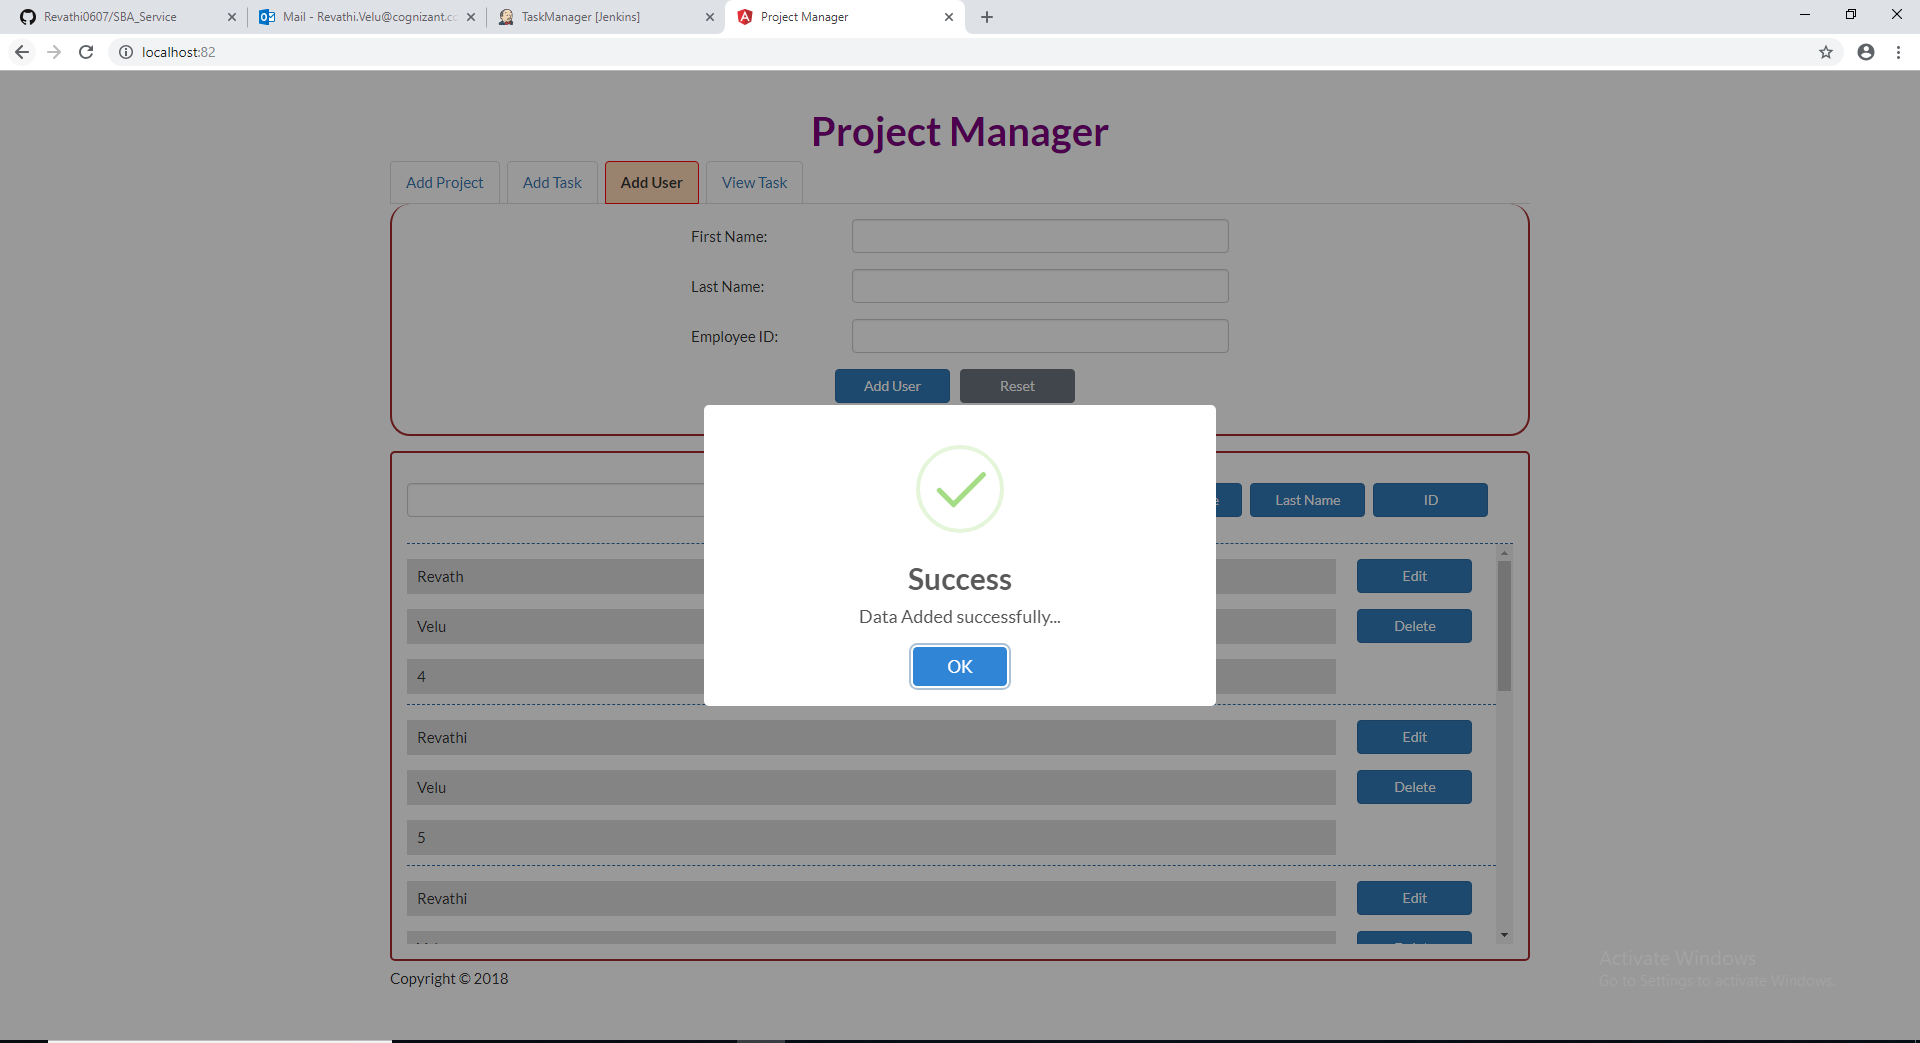 Revathi0607/SBA_Service
Mail - Revathi.Velu@cognizant.co
TaskManager [Jenkins]
Project Manager
localhost:82
Project Manager
Add Project
Add Task
Add User
View Task
First Name:
Last Name:
Employee ID:
Add User
Reset
Last Name
ID
Success
Data Added successfully...
OK
Revath
Edit
Velu
Delete
4
Revathi
Edit
Velu
Delete
5
Revathi
Edit
Copyright © 2018
Activate Windows
Go to Settings to activate Windows.